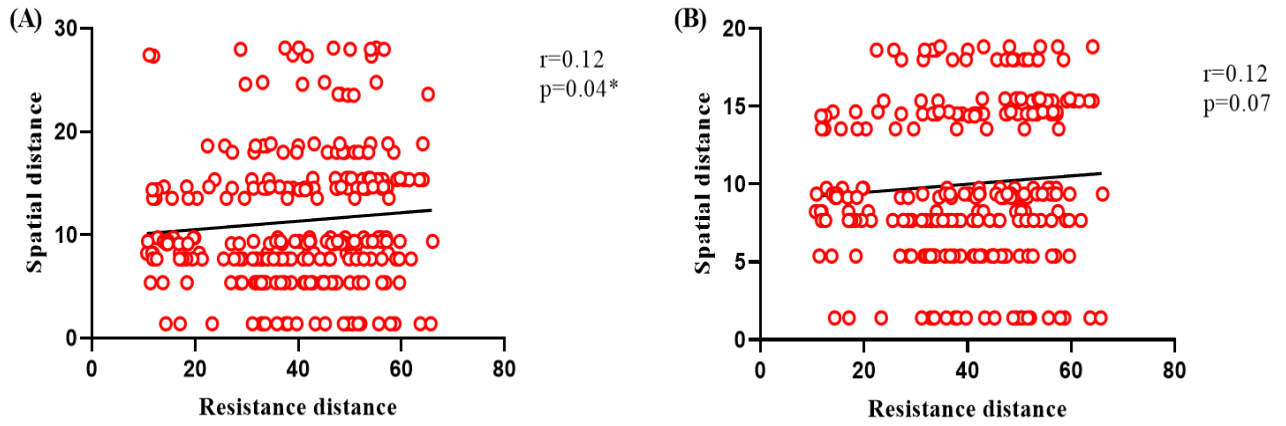 (A)
30
20
10
0
Spatial distance
0 20 40 60 80
Resistance distance
r=0.12
p=0.04*
(B)
20
15
10
5
0
Spatial distance
0 20 40 60 80
Resistance distance
r=0.12
p=0.07